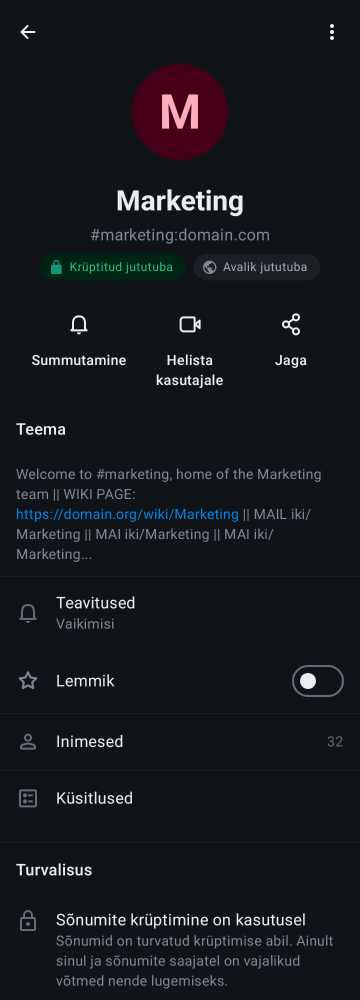 M
Marketing
#marketing:domain.com
Krüptitud jututuba
Avalik jututuba
Summutamine
Helista
kasutajale
Jaga
Teema
Welcome to #marketing, home of the Marketing
team || WIKI PAGE:
https://domain.org/wiki/Marketing || MAIL iki/
Marketing || MAI iki/Marketing || MAI iki/
Marketing...
Teavitused
Vaikimisi
Lemmik
Inimesed
32
Küsitlused
Turvalisus
Sõnumite krüptimine on kasutusel
Sõnumid on turvatud krüptimise abil. Ainult
sinul ja sõnumite saajatel on vajalikud
võtmed nende lugemiseks.